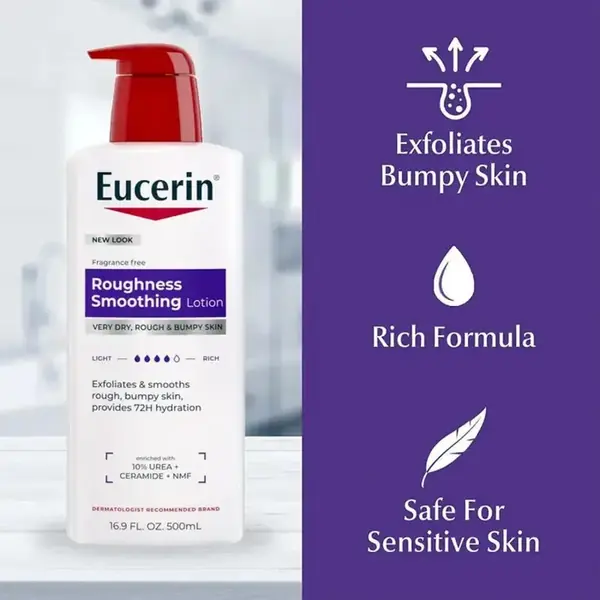 Eucerin®
NEW LOOK
Fragrance free
Roughness
Smoothing Lotion
VERY DRY, ROUGH & BUMPY SKIN
LIGHT RICH
Exfoliates & smooths
rough, bumpy skin,
provides 72H hydration
enriched with
10% UREA +
CERAMIDE + NMF
DERMATOLOGIST RECOMMENDED BRAND
16.9 FL. OZ. 500mL
Exfoliates
Bumpy Skin
Rich Formula
Safe For
Sensitive Skin